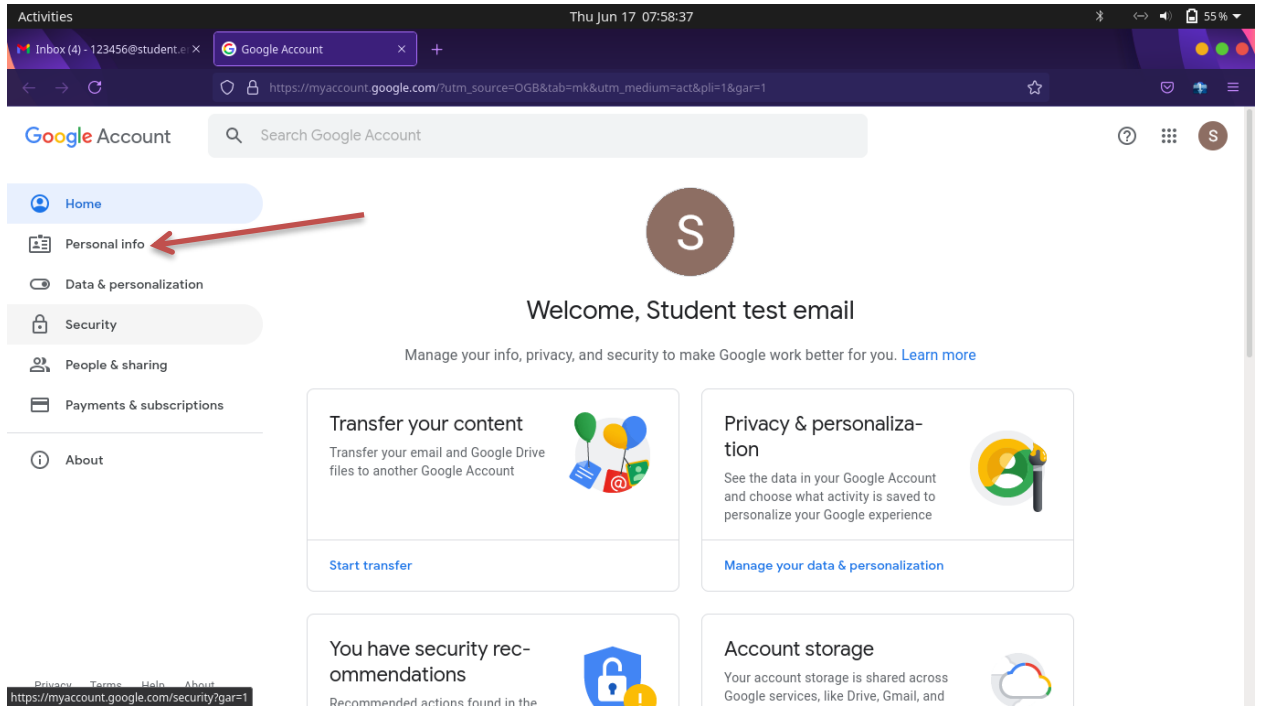 Activities
Thu Jun 17 07:58:37
55 %
Inbox (4) - 123456@student.e
Google Account
https://myaccount.google.com/?utm_source=OGB&tab=mk&utm_medium=act&pli=1&gar=1
Google Account
Search Google Account
S
Home
Personal info
Data & personalization
Security
People & sharing
Payments & subscriptions
About
S
Welcome, Student test email
Manage your info, privacy, and security to make Google work better for you. Learn more
Transfer your content
Transfer your email and Google Drive
files to another Google Account
Start transfer
Privacy & personaliza-
tion
See the data in your Google Account
and choose what activity is saved to
personalize your Google experience
Manage your data & personalization
You have security rec-
ommendations
Recommended actions found in the
Account storage
Your account storage is shared across
Google services, like Drive, Gmail, and
Privacy Terms Help About
https://myaccount.google.com/security?gar=1